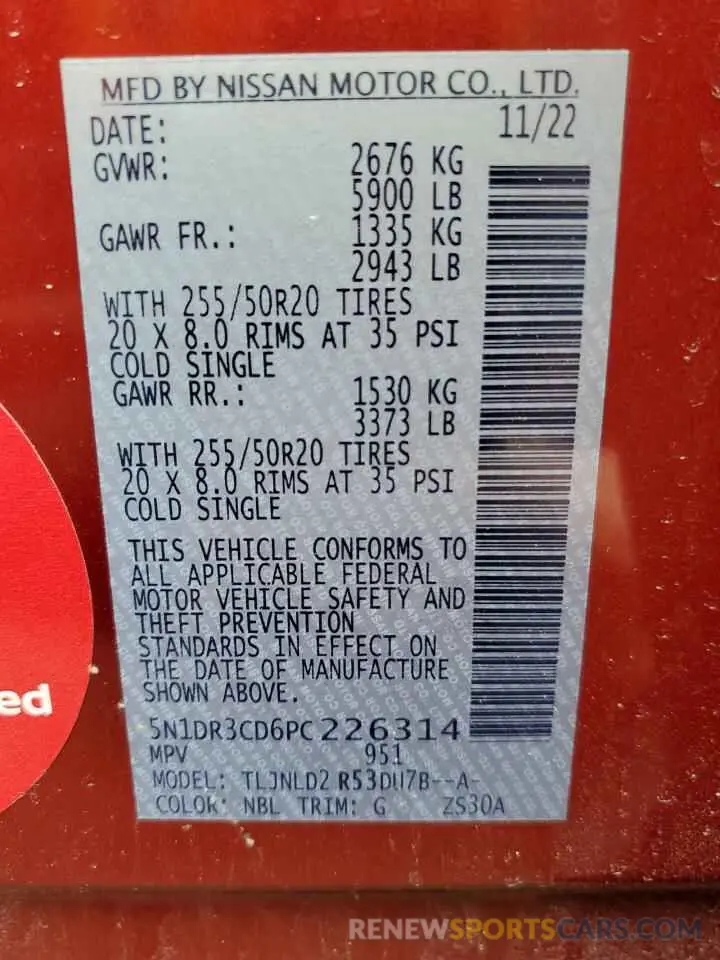 MFD BY NISSAN MOTOR CO., LTD.
DATE: 11/22
GVWR: 2676 KG
5900 LB
GAWR FR.: 1335 KG
2943 LB
WITH 255/50R20 TIRES
20 X 8.0 RIMS AT 35 PSI
COLD SINGLE
GAWR RR.: 1530 KG
3373 LB
WITH 255/50R20 TIRES
20 X 8.0 RIMS AT 35 PSI
COLD SINGLE
THIS VEHICLE CONFORMS TO
ALL APPLICABLE FEDERAL
MOTOR VEHICLE SAFETY AND
THEFT PREVENTION
STANDARDS IN EFFECT ON
THE DATE OF MANUFACTURE
SHOWN ABOVE.
5N1DR3CD6PC226314
MPV 951
MODEL: TLJNLD2 R53DU7B--A-
COLOR: NBL TRIM: G ZS30A
ed
RENEWSPORTSCARS.COM